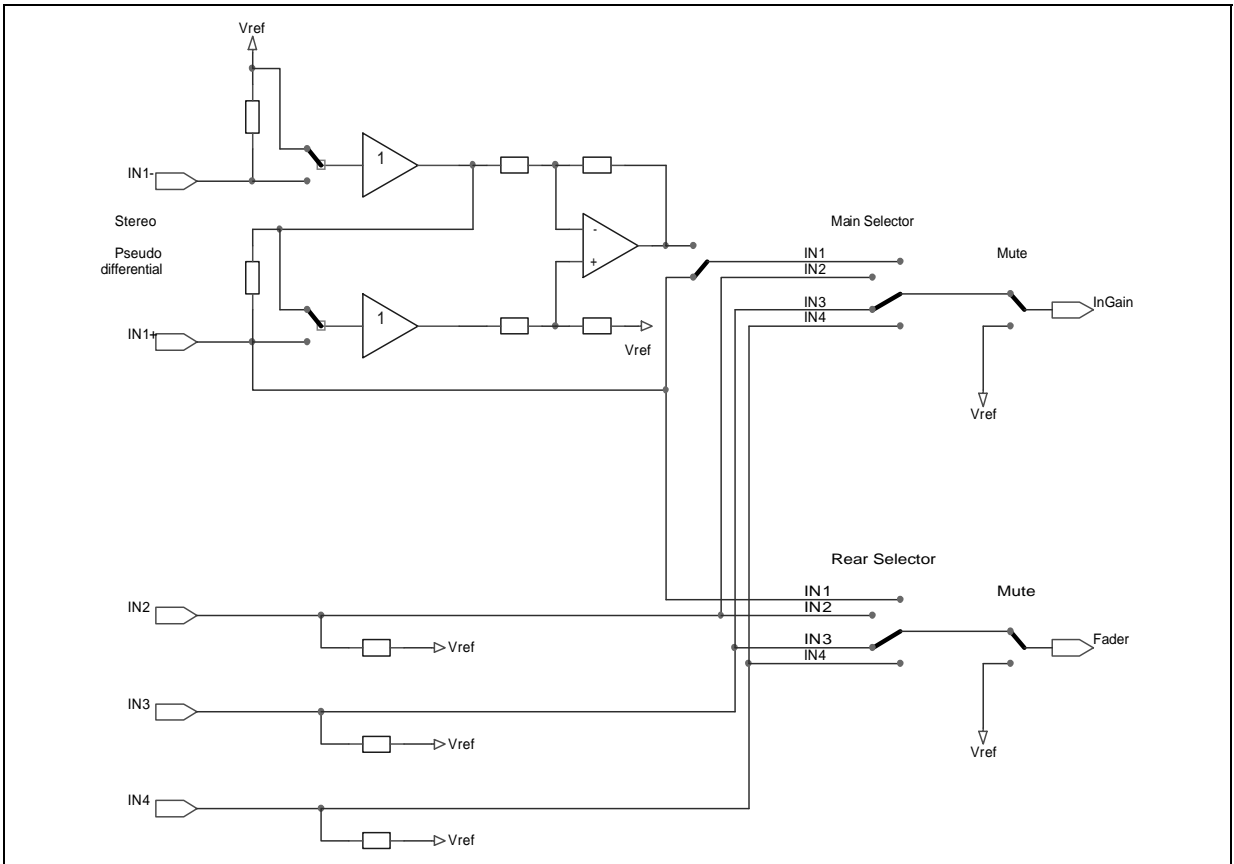 Vref
IN1-
1
Stereo
Pseudo
differential
-
+
Main Selector
Mute
IN1
IN2
IN3
IN4
InGain
IN1+
1
Vref
Vref
Rear Selector
Mute
IN1
IN2
IN3
IN4
Fader
IN2
Vref
IN3
Vref
Vref
IN4
Vref